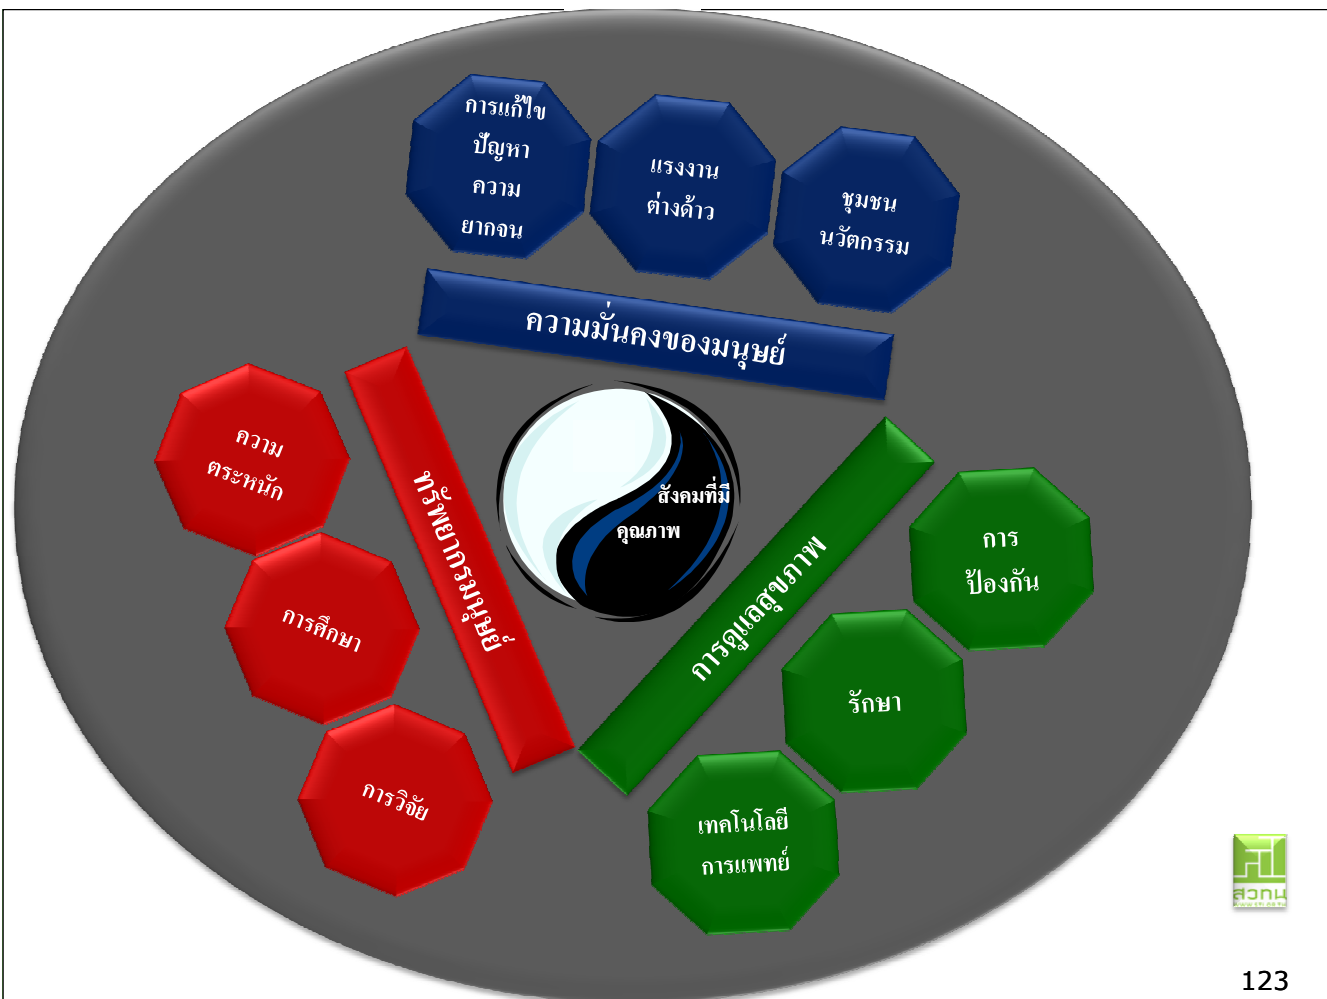 การแก้ไข
ปัญหา
ความ
ยากจน
แรงงาน
ต่างด้าว
ชุมชน
นวัตกรรม
ความมั่นคงของมนุษย์
ความ
ตระหนัก
การศึกษา
การวิจัย
ทรัพยากรมนุษย์
สังคมที่มี
คุณภาพ
การดูแลสุขภาพ
การ
ป้องกัน
รักษา
เทคโนโลยี
การแพทย์
สวทน
123